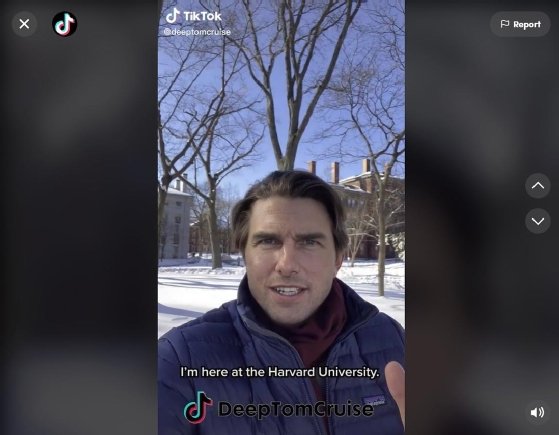 TikTok
@deeptomcruise
Report
I'm here at the Harvard University.
DeepTomCruise